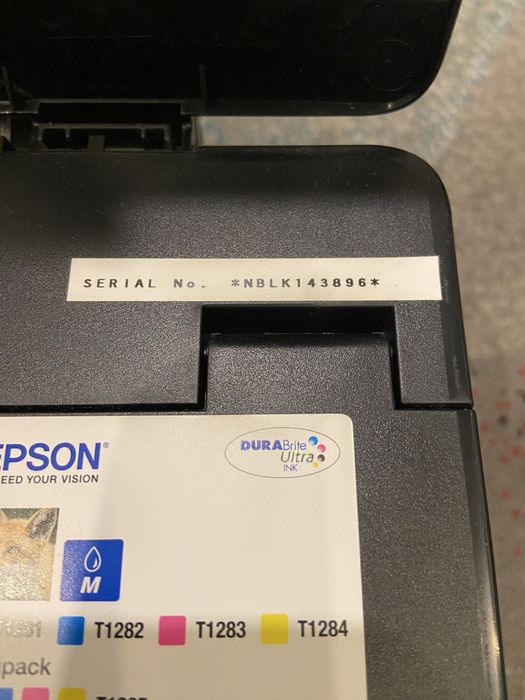 SERIAL No. *NBLK143896*
EPSON®
EED YOUR VISION
DURABrite
Ultra
INK
M
T1282 T1283 T1284
pack